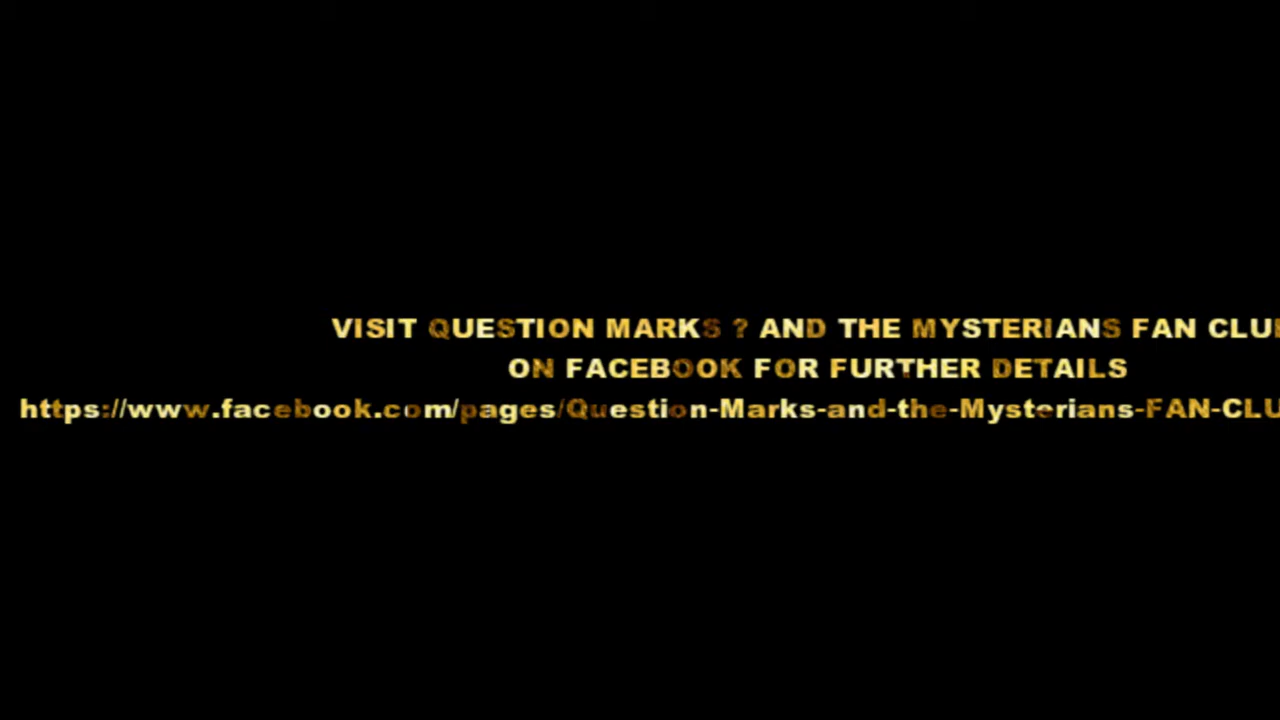 VISIT QUESTION MARKS ? AND THE MYSTERIANS FAN CLU
ON FACEBOOK FOR FURTHER DETAILS
https://www.facebook.com/pages/Question-Marks-and-the-Mysterians-FAN-CLU